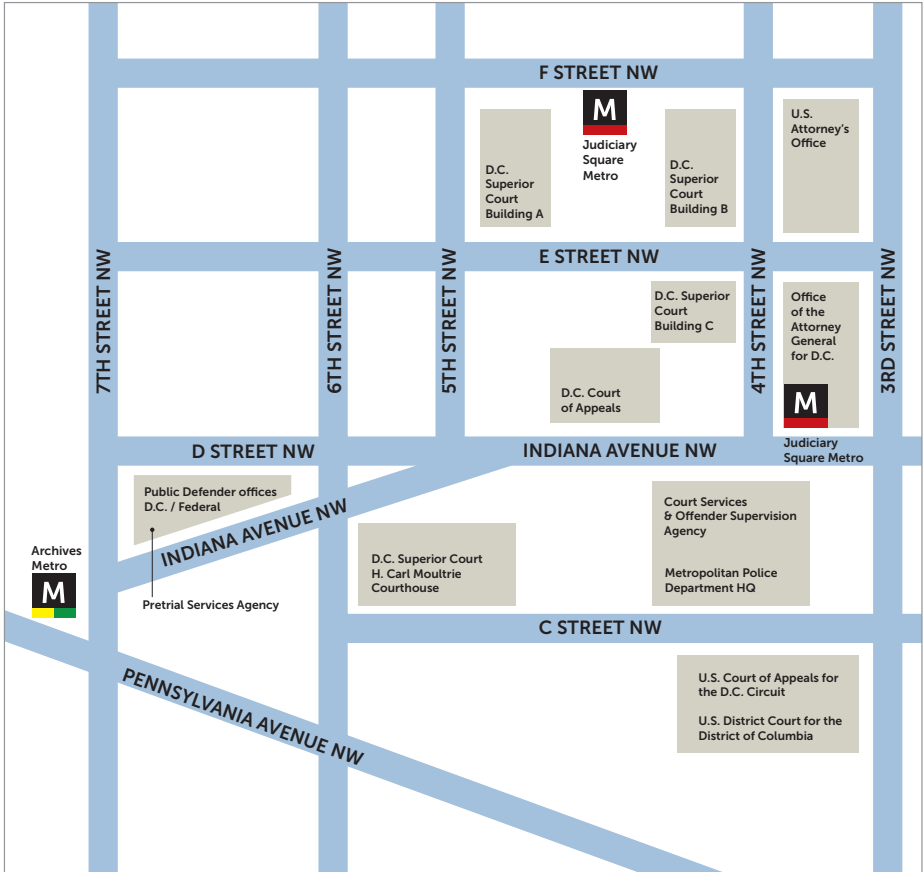 F STREET NW
M
Judiciary
Square
Metro
D.C.
Superior
Court
Building A
D.C.
Superior
Court
Building B
U.S.
Attorney's
Office
E STREET NW
7TH STREET NW
6TH STREET NW
5TH STREET NW
4TH STREET NW
3RD STREET NW
D.C. Superior
Court
Building C
Office
of the
Attorney
General
for D.C.
D.C. Court
of Appeals
M
Judiciary
Square Metro
D STREET NW
INDIANA AVENUE NW
Public Defender offices
D.C. / Federal
INDIANA AVENUE NW
Court Services
& Offender Supervision
Agency
Metropolitan Police
Department HQ
Archives
Metro
M
D.C. Superior Court
H. Carl Moultrie
Courthouse
Pretrial Services Agency
C STREET NW
PENNSYLVANIA AVENUE NW
U.S. Court of Appeals for
the D.C. Circuit
U.S. District Court for the
District of Columbia